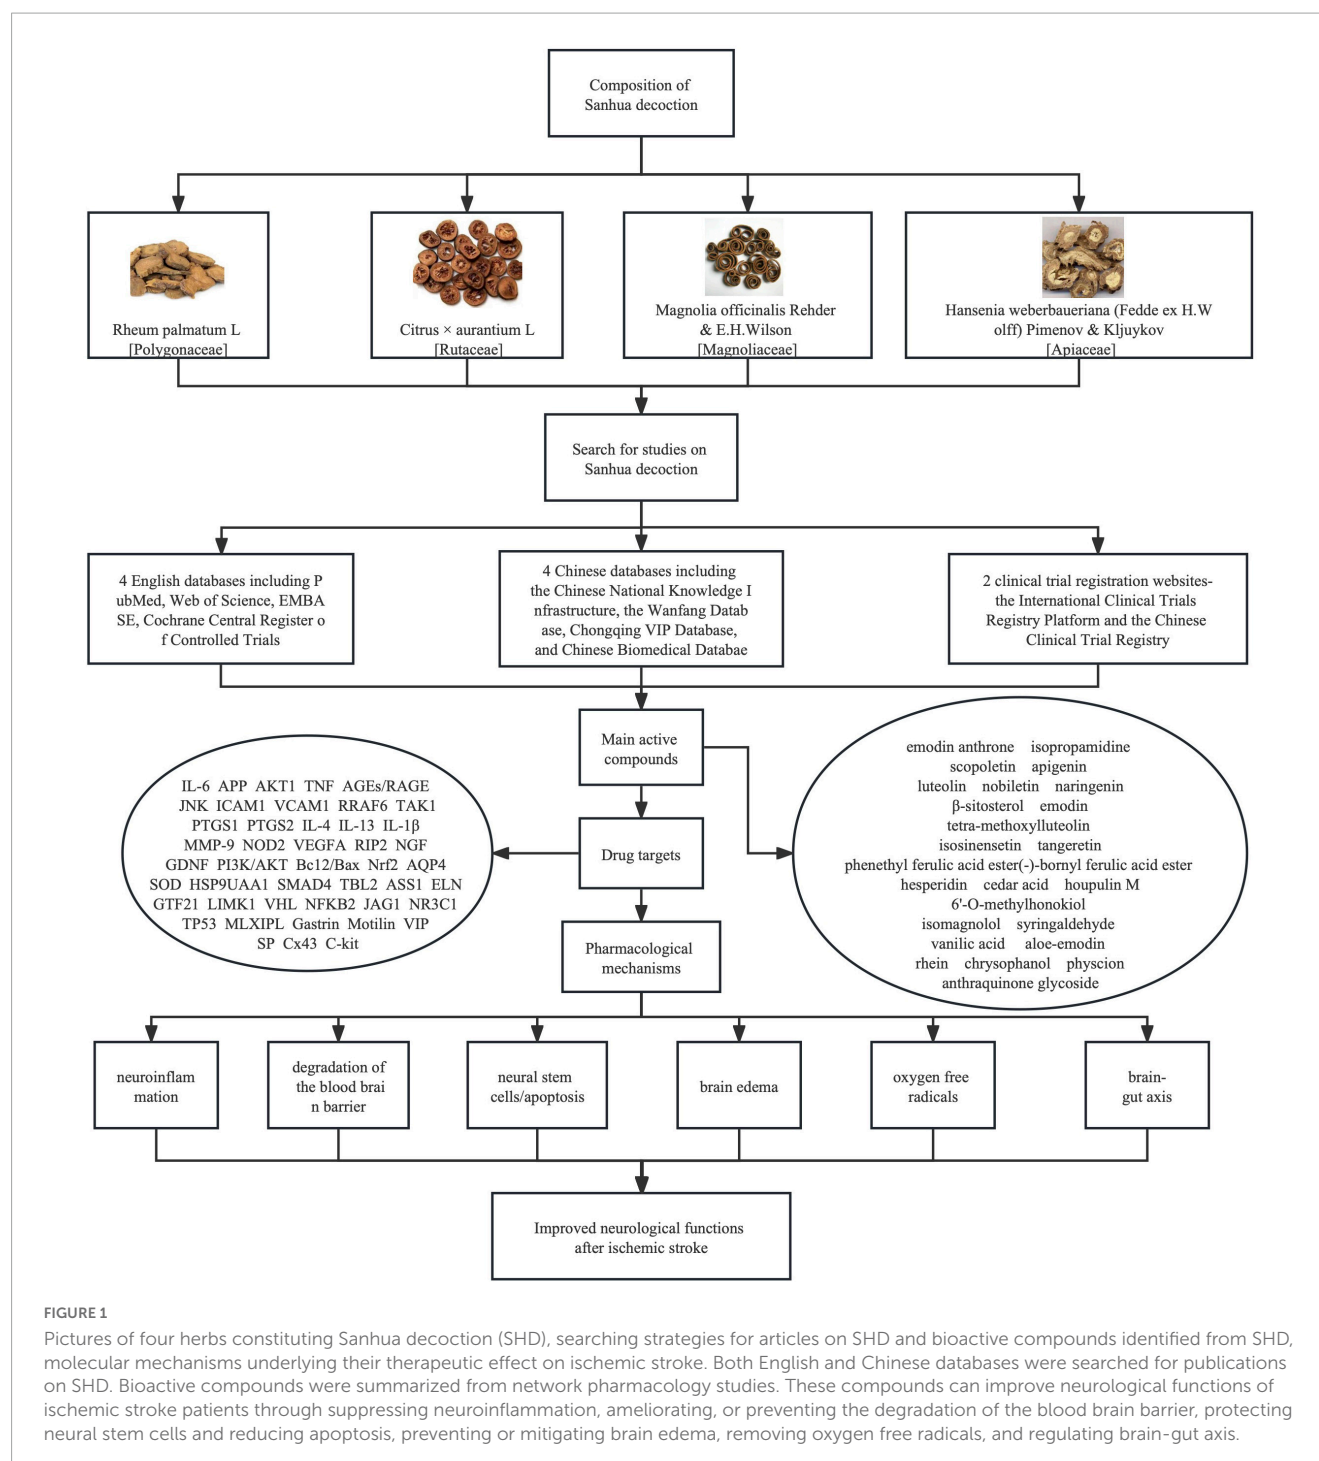 Composition of
Sanhua decoction
Rheum palmatum L
[Polygonaceae]
Citrus × aurantium L
[Rutaceae]
Magnolia officinalis Rehder
& E.H.Wilson
[Magnoliaceae]
Hansenia weberbaueriana (Fedde ex H.W
olff) Pimenov & Kljuykov
[Apiaceae]
Search for studies on
Sanhua decoction
4 English databases including P
ubMed, Web of Science, EMBA
SE, Cochrane Central Register o
f Controlled Trials
4 Chinese databases including
the Chinese National Knowledge I
nfrastructure, the Wanfang Datab
ase, Chongqing VIP Database,
and Chinese Biomedical Databae
2 clinical trial registration websites-
the International Clinical Trials
Registry Platform and the Chinese
Clinical Trial Registry
Main active
compounds
IL-6 APP AKT1 TNF AGEs/RAGE
JNK ICAM1 VCAM1 RRAF6 TAK1
PTGS1 PTGS2 IL-4 IL-13 IL-1β
MMP-9 NOD2 VEGFA RIP2 NGF
GDNF PI3K/AKT Bc12/Bax Nrf2 AQP4
SOD HSP9UAA1 SMAD4 TBL2 ASS1 ELN
GTF21 LIMK1 VHL NFKB2 JAG1 NR3C1
TP53 MLXIPL Gastrin Motilin VIP
SP Cx43 C-kit
Drug targets
emodin anthrone isopropamidine
scopoletin apigenin
luteolin nobiletin naringenin
β-sitosterol emodin
tetra-methoxylluteolin
isosinensetin tangeretin
phenethyl ferulic acid ester(-)-bornyl ferulic acid ester
hesperidin cedar acid houpulin M
6'-O-methylhonokiol
isomagnolol syringaldehyde
vanilic acid aloe-emodin
rhein chrysophanol physcion
anthraquinone glycoside
Pharmacological
mechanisms
neuroinflam
mation
degradation of
the blood brai
n barrier
neural stem
cells/apoptosis
brain edema
oxygen free
radicals
brain-
gut axis
Improved neurological functions
after ischemic stroke
FIGURE 1
Pictures of four herbs constituting Sanhua decoction (SHD), searching strategies for articles on SHD and bioactive compounds identified from SHD,
molecular mechanisms underlying their therapeutic effect on ischemic stroke. Both English and Chinese databases were searched for publications
on SHD. Bioactive compounds were summarized from network pharmacology studies. These compounds can improve neurological functions of
ischemic stroke patients through suppressing neuroinflammation, ameliorating, or preventing the degradation of the blood brain barrier, protecting
neural stem cells and reducing apoptosis, preventing or mitigating brain edema, removing oxygen free radicals, and regulating brain-gut axis.